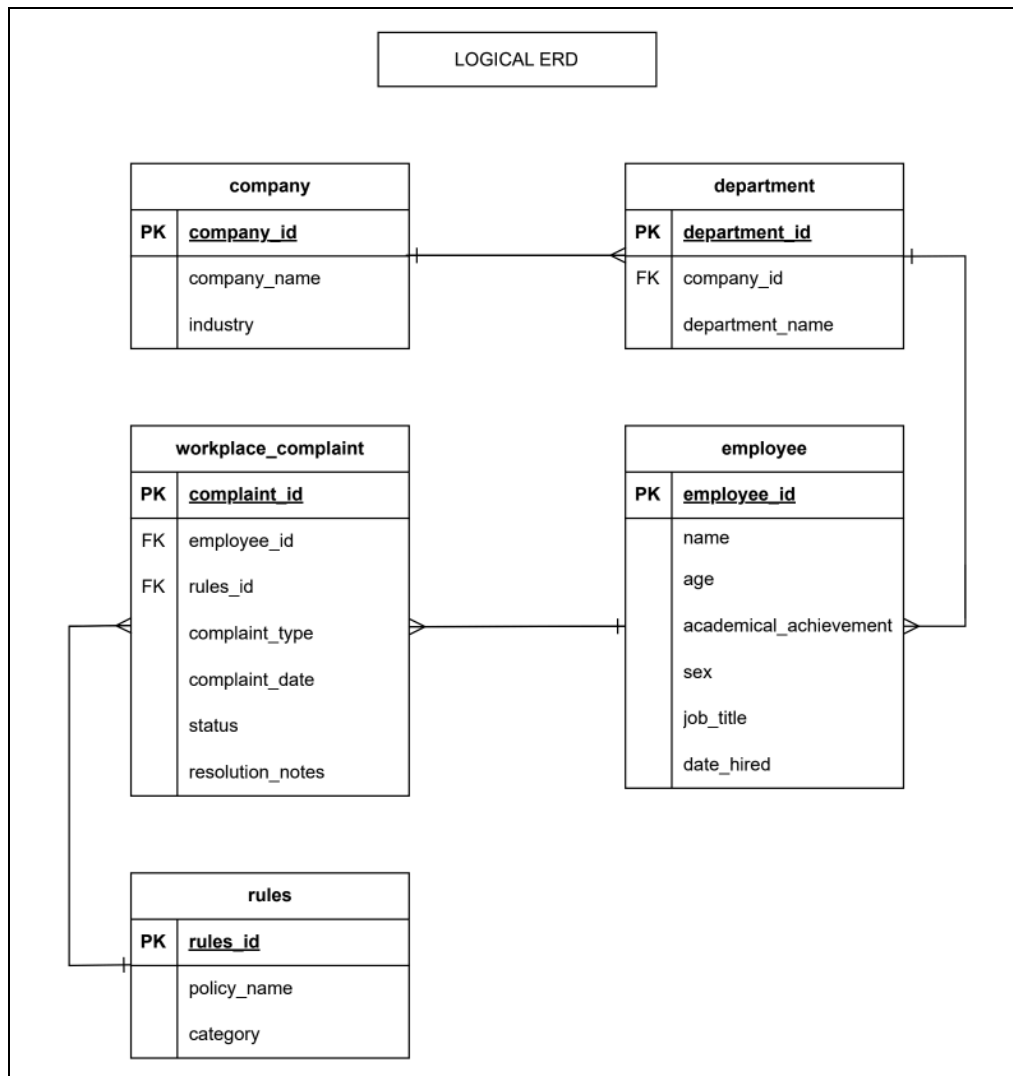 LOGICAL ERD
company
PK company_id
company_name
industry
department
PK department_id
FK company_id
department_name
workplace_complaint
PK complaint_id
FK employee_id
FK rules_id
complaint_type
complaint_date
status
resolution_notes
employee
PK employee_id
name
age
academical_achievement
sex
job_title
date_hired
rules
PK rules_id
policy_name
category